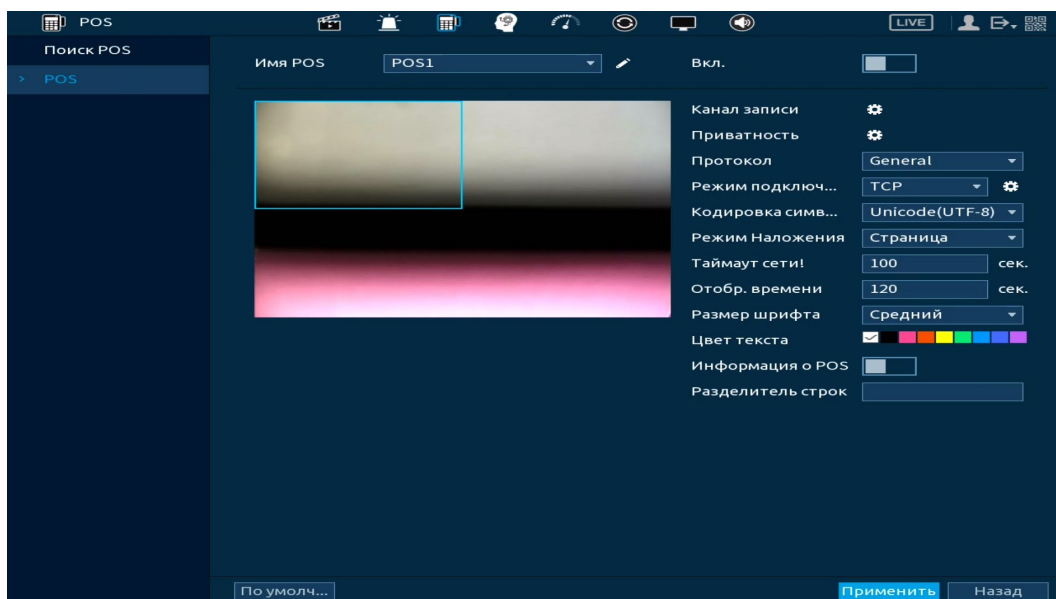 POS
LIVE
Поиск POS
> POS
Имя POS POS1 Вкл.
Канал записи
Приватность
Протокол General
Режим подключ... TCP
Кодировка симв... Unicode(UTF-8)
Режим Наложения Страница
Таймаут сети! 100 сек.
Отобр. времени 120 сек.
Размер шрифта Средний
Цвет текста
Информация о POS
Разделитель строк
По умолч... Применить Назад